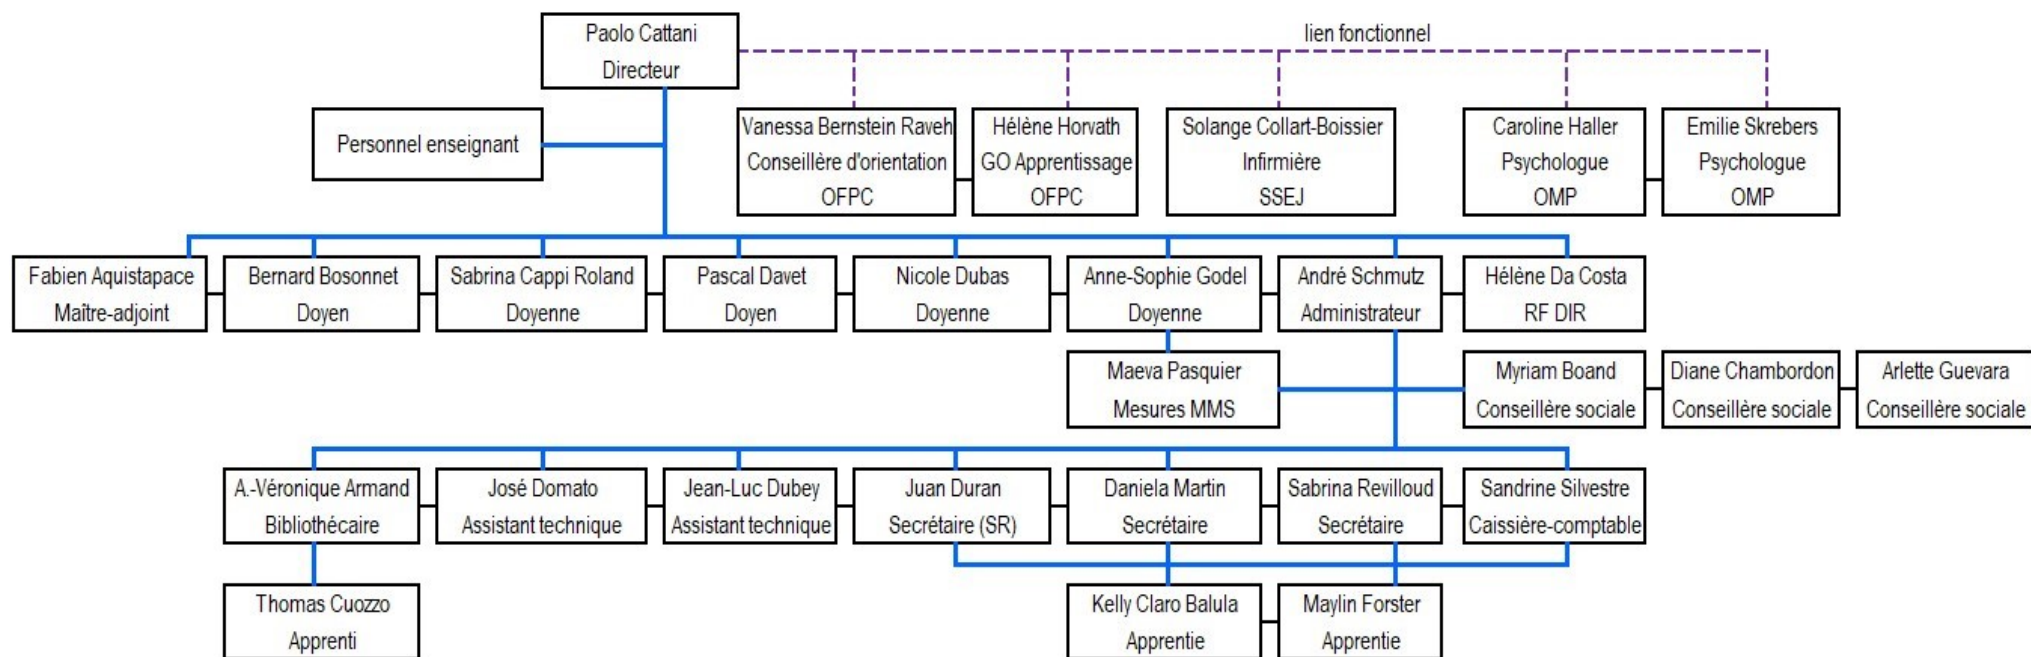 Paolo Cattani
Directeur
lien fonctionnel
Personnel enseignant
Vanessa Bernstein Raveh
Conseillère d'orientation
OFPC
Hélène Horvath
GO Apprentissage
OFPC
Solange Collart-Boissier
Infirmière
SSEJ
Caroline Haller
Psychologue
OMP
Emilie Skrebers
Psychologue
OMP
Fabien Aquistapace
Maître-adjoint
Bernard Bosonnet
Doyen
Sabrina Cappi Roland
Doyenne
Pascal Davet
Doyen
Nicole Dubas
Doyenne
Anne-Sophie Godel
Doyenne
André Schmutz
Administrateur
Hélène Da Costa
RF DIR
Maeva Pasquier
Mesures MMS
Myriam Boand
Conseillère sociale
Diane Chambordon
Conseillère sociale
Arlette Guevara
Conseillère sociale
A.-Véronique Armand
Bibliothécaire
José Domato
Assistant technique
Jean-Luc Dubey
Assistant technique
Juan Duran
Secrétaire (SR)
Daniela Martin
Secrétaire
Sabrina Revilloud
Secrétaire
Sandrine Silvestre
Caissière-comptable
Thomas Cuozzo
Apprenti
Kelly Claro Balula
Apprentie
Maylin Forster
Apprentie